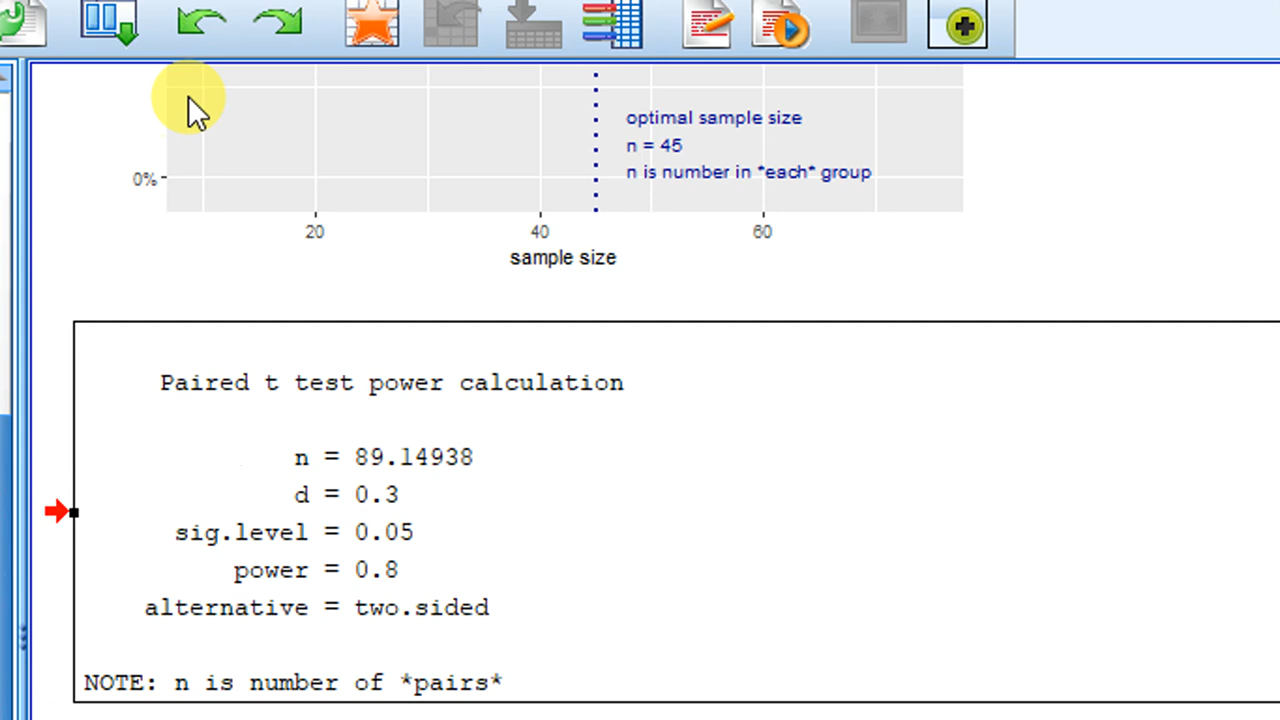 optimal sample size
n = 45
n is number in *each* group
0%
20 40 60
sample size
Paired t test power calculation
n = 89.14938
d = 0.3
sig.level = 0.05
power = 0.8
alternative = two.sided
NOTE: n is number of *pairs*